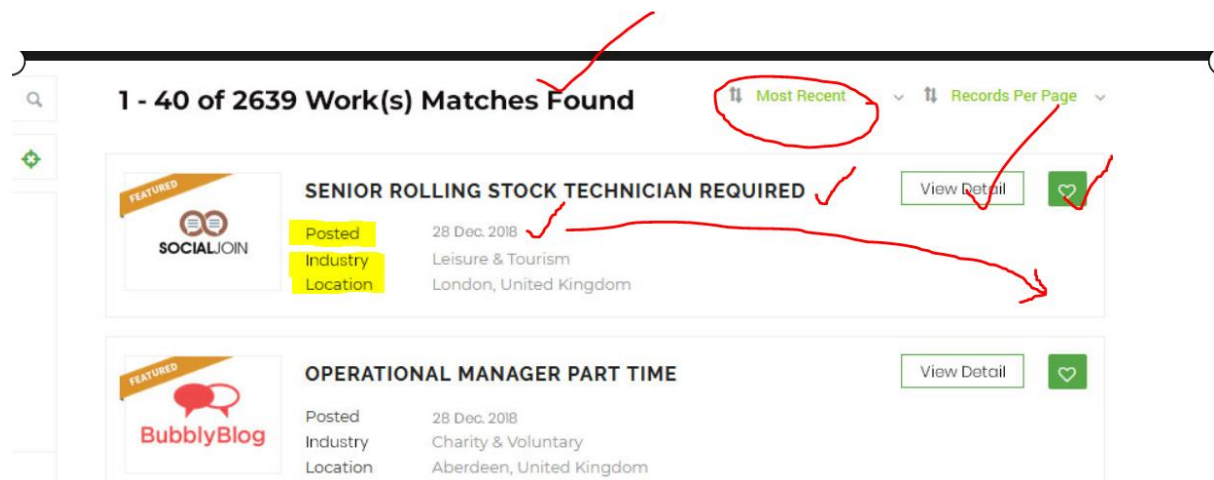 1 - 40 of 2639 Work(s) Matches Found
Most Recent
Records Per Page
FEATURED
SOCIALJOIN
SENIOR ROLLING STOCK TECHNICIAN REQUIRED
View Detail
Posted 28 Dec. 2018
Industry Leisure & Tourism
Location London, United Kingdom
FEATURED
BubblyBlog
OPERATIONAL MANAGER PART TIME
View Detail
Posted 28 Dec. 2018
Industry Charity & Voluntary
Location Aberdeen, United Kingdom